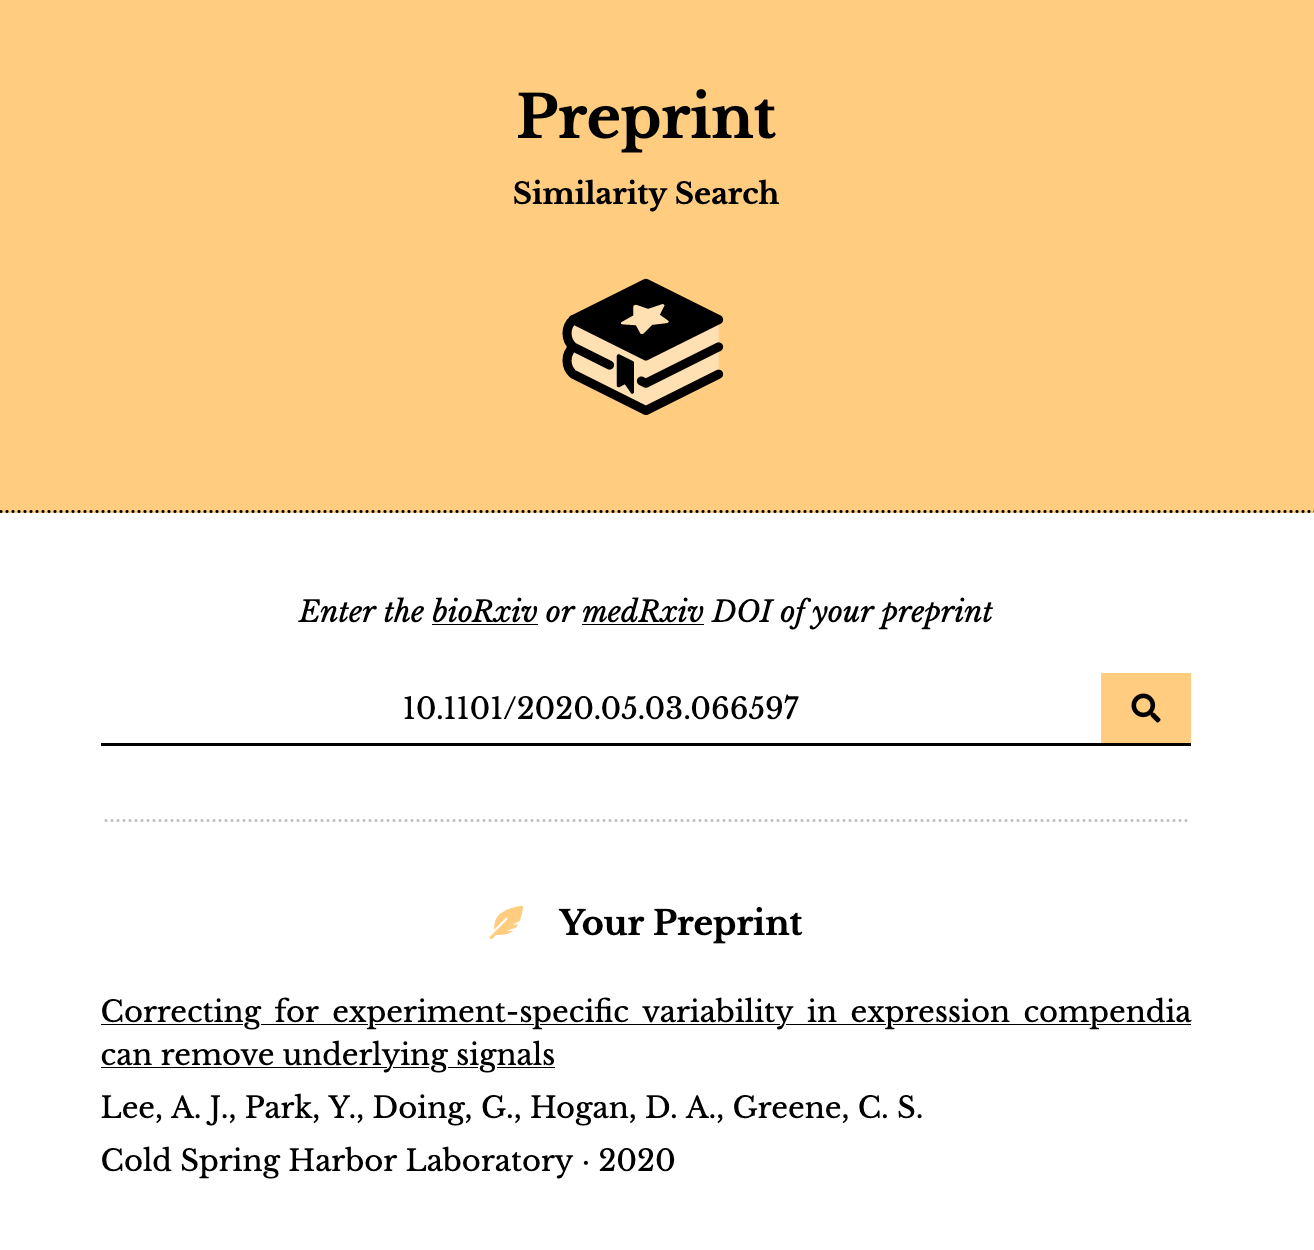 Preprint
Similarity Search
Enter the bioRxiv or medRxiv DOI of your preprint
10.1101/2020.05.03.066597
Your Preprint
Correcting for experiment-specific variability in expression compendia
can remove underlying signals
Lee, A. J., Park, Y., Doing, G., Hogan, D. A., Greene, C. S.
Cold Spring Harbor Laboratory · 2020